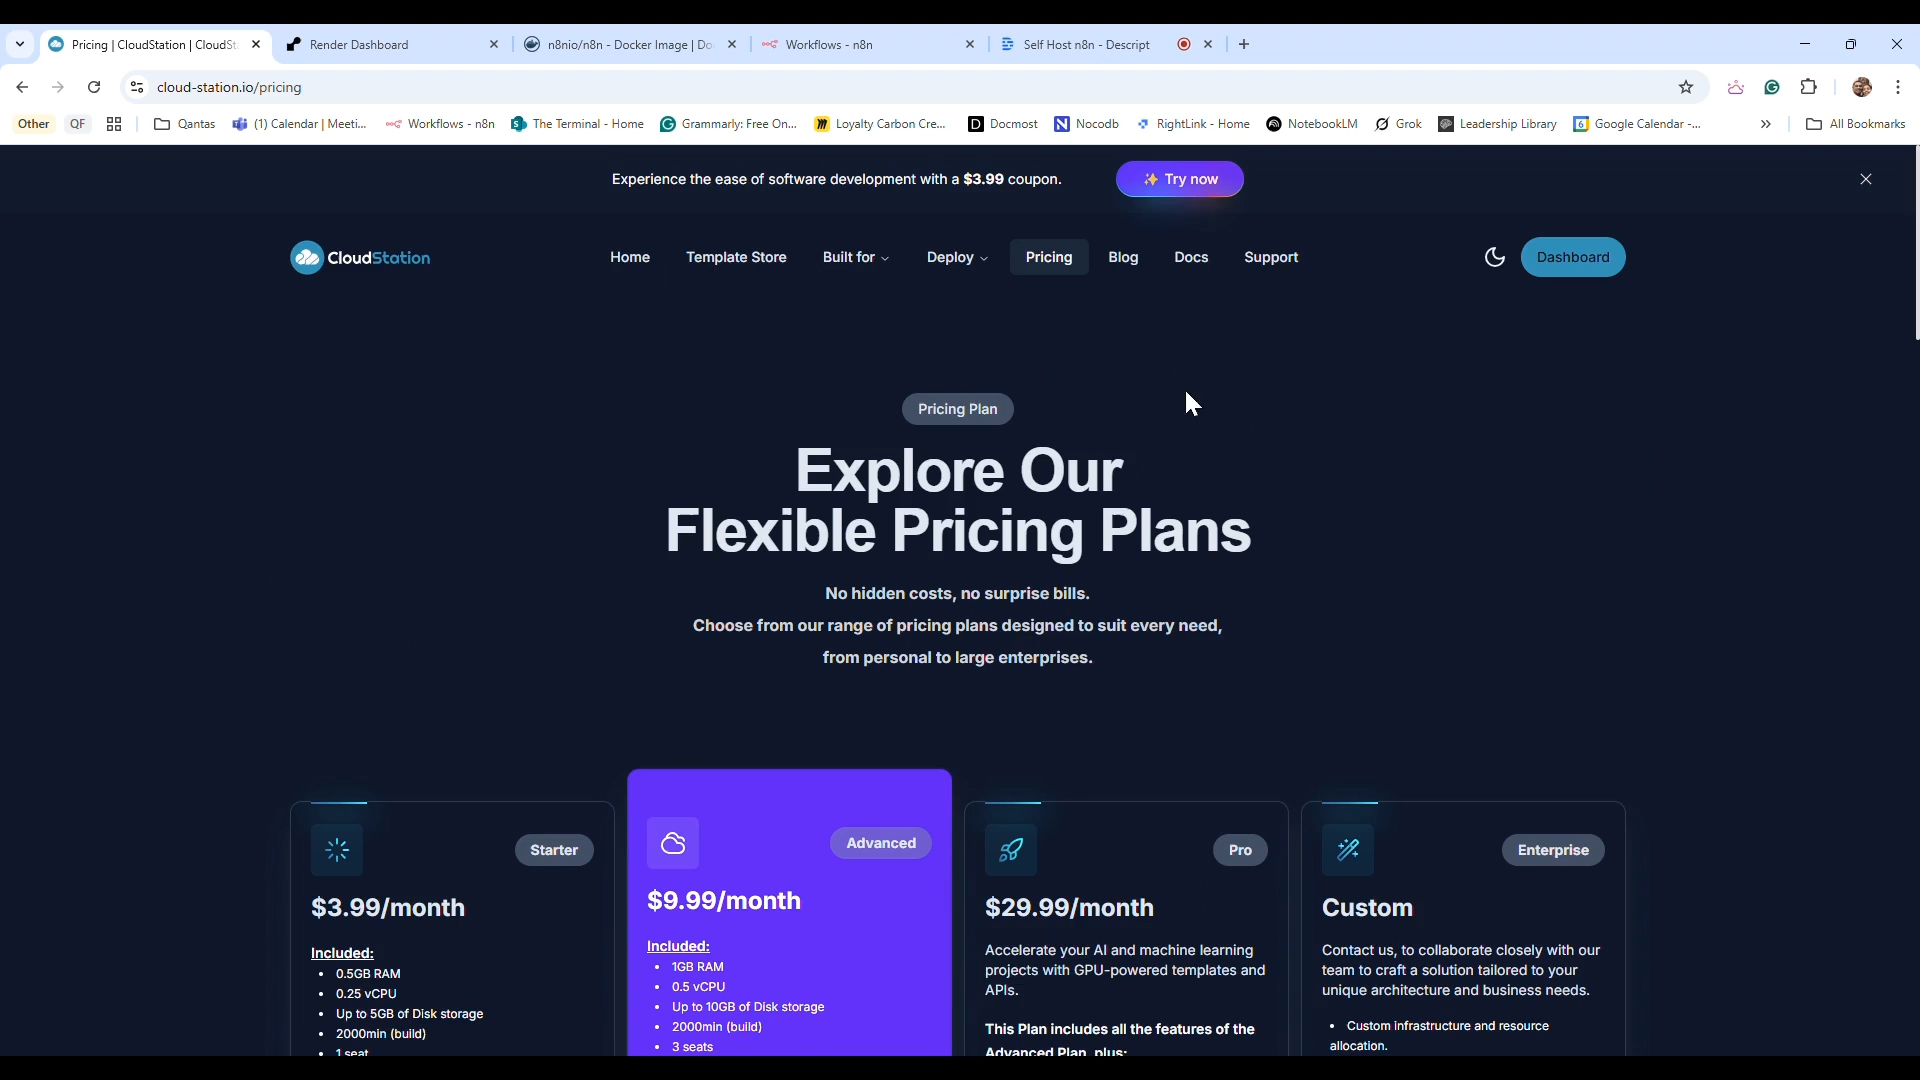 Pricing | CloudStation | CloudSt
Render Dashboard
n8nio/n8n - Docker Image | Do
Workflows - n8n
Self Host n8n - Descript
cloud-station.io/pricing
Other
QF
Qantas
(1) Calendar | Meeti...
Workflows - n8n
The Terminal - Home
Grammarly: Free On...
Loyalty Carbon Cre...
Docmost
Nocodb
RightLink - Home
NotebookLM
Grok
Leadership Library
Google Calendar -...
All Bookmarks
Experience the ease of software development with a $3.99 coupon.
✨ Try now
CloudStation
Home
Template Store
Built for
Deploy
Pricing
Blog
Docs
Support
Dashboard
Pricing Plan
Explore Our
Flexible Pricing Plans
No hidden costs, no surprise bills.
Choose from our range of pricing plans designed to suit every need,
from personal to large enterprises.
Starter
$3.99/month
Included:
• 0.5GB RAM
• 0.25 vCPU
• Up to 5GB of Disk storage
• 2000min (build)
• 1 seat
Advanced
$9.99/month
Included:
• 1GB RAM
• 0.5 vCPU
• Up to 10GB of Disk storage
• 2000min (build)
• 3 seats
Pro
$29.99/month
Accelerate your AI and machine learning
projects with GPU-powered templates and
APIs.
This Plan includes all the features of the
Advanced Plan, plus:
Enterprise
Custom
Contact us, to collaborate closely with our
team to craft a solution tailored to your
unique architecture and business needs.
• Custom infrastructure and resource
allocation.